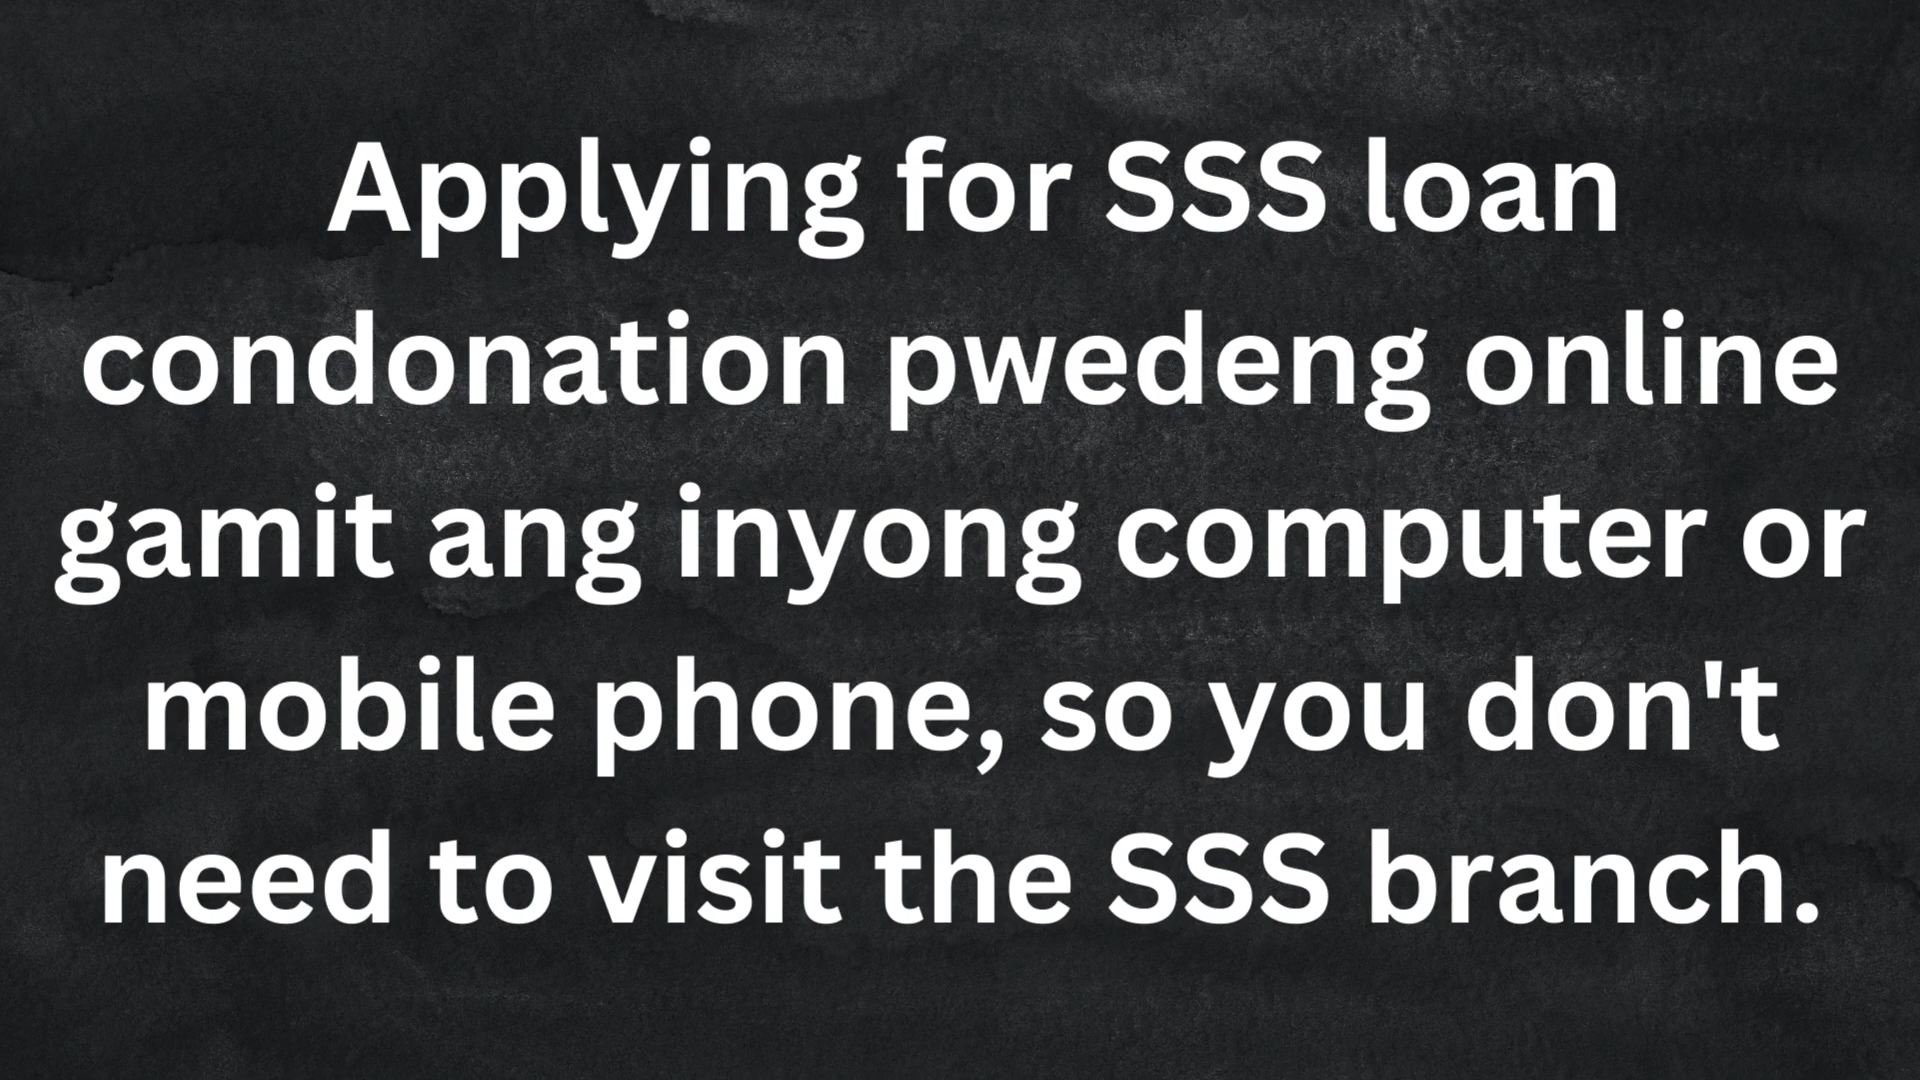 Applying for SSS loan
condonation pwedeng online
gamit ang inyong computer or
mobile phone, so you don't
need to visit the SSS branch.